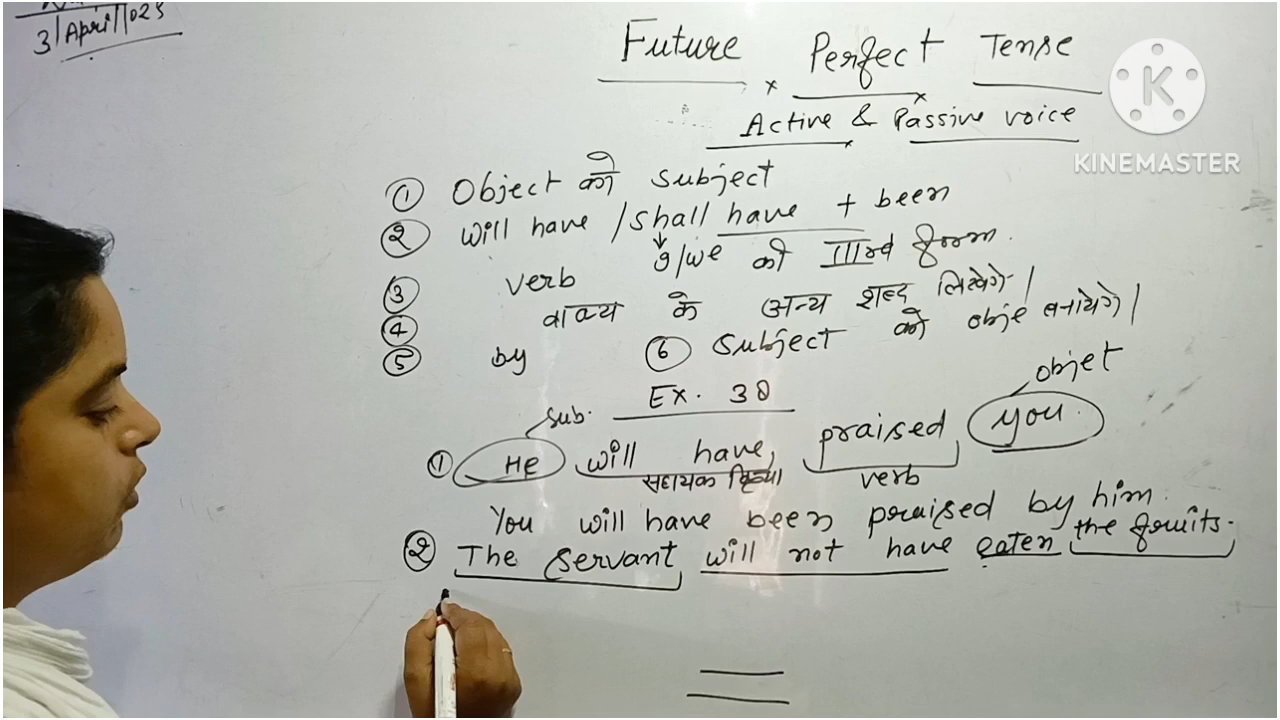 3/April/023
Future Perfect Tense
Active & Passive voice
KINEMASTER
① Object को Subject
② will have / shall have + been
I/we
③ verb की IIIrd form.
④ वाक्य के अन्य शब्द लिखेंगे।
⑤ by ⑥ Subject को obje बनायेगे।
Ex. 38
sub. objet
① He will have praised you.
सहायक क्रिया verb
You will have been praised by him.
② The servant will not have eaten the fruits.